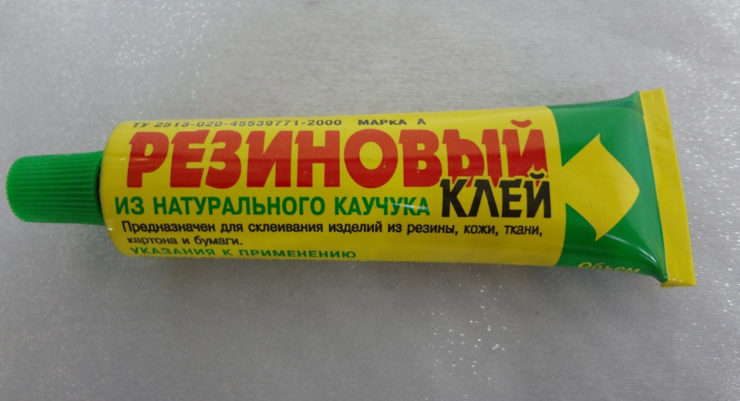 ТУ 2513-020-45539771-2000 МАРКА А
РЕЗИНОВЫЙ
ИЗ НАТУРАЛЬНОГО КАУЧУКА КЛЕЙ
Предназначен для склеивания изделий из резины, кожи, ткани,
картона и бумаги.
УКАЗАНИЯ К ПРИМЕНЕНИЮ
Объем